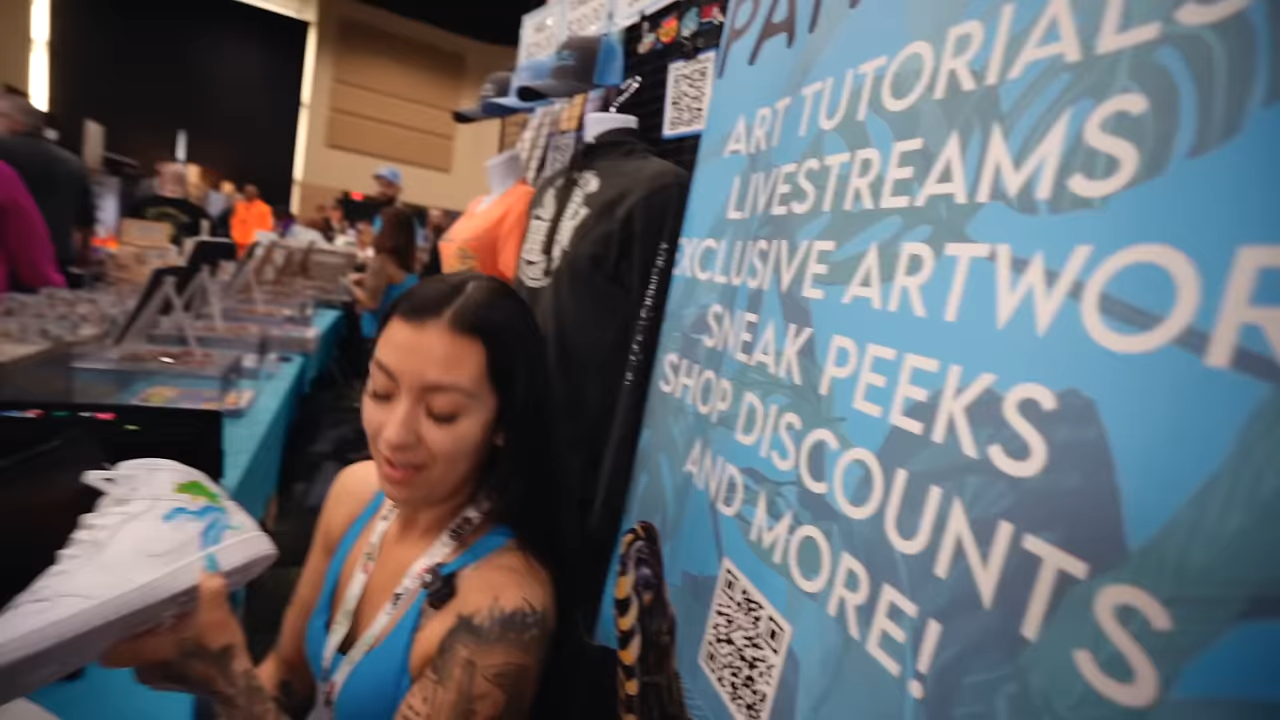 ART TUTORIALS
LIVESTREAMS
EXCLUSIVE ARTWOR
SNEAK PEEKS
SHOP DISCOUNTS
AND MORE!